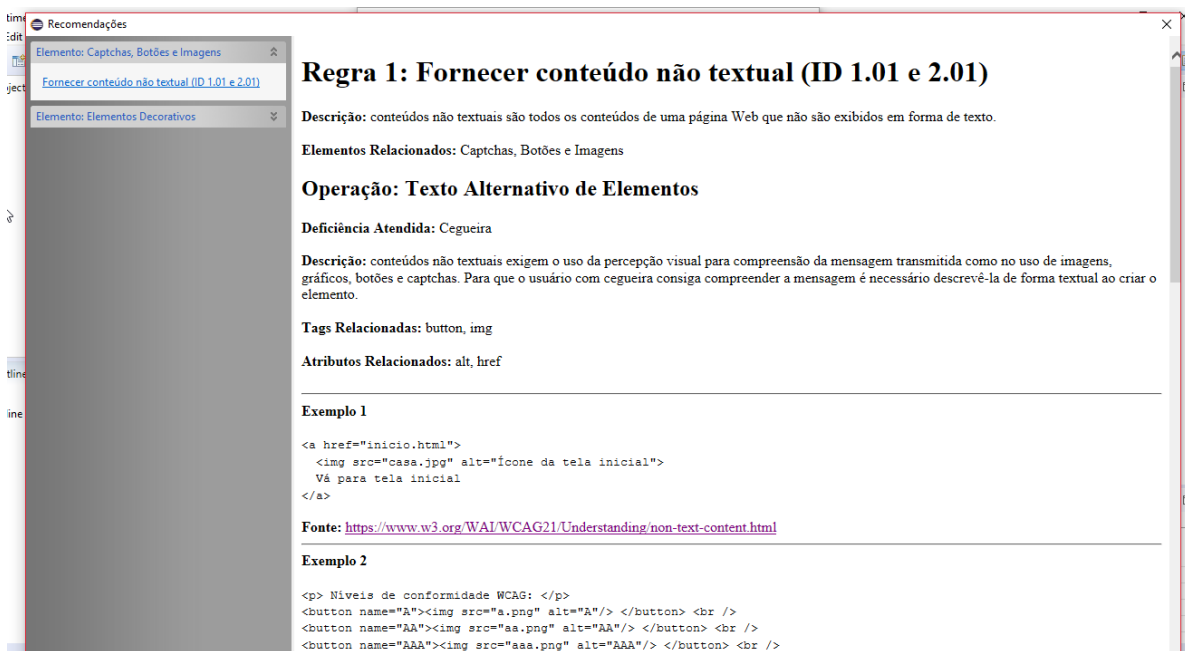 time
Edit
ject
tline
line
Recomendações
Elemento: Captchas, Botões e Imagens
Fornecer conteúdo não textual (ID 1.01 e 2.01)
Elemento: Elementos Decorativos
Regra 1: Fornecer conteúdo não textual (ID 1.01 e 2.01)
Descrição: conteúdos não textuais são todos os conteúdos de uma página Web que não são exibidos em forma de texto.
Elementos Relacionados: Captchas, Botões e Imagens
Operação: Texto Alternativo de Elementos
Deficiência Atendida: Cegueira
Descrição: conteúdos não textuais exigem o uso da percepção visual para compreensão da mensagem transmitida como no uso de imagens,
gráficos, botões e captchas. Para que o usuário com cegueira consiga compreender a mensagem é necessário descrevê-la de forma textual ao criar o
elemento.
Tags Relacionadas: button, img
Atributos Relacionados: alt, href
Exemplo 1
<a href="inicio.html">
<img src="casa.jpg" alt="Ícone da tela inicial">
Vá para tela inicial
</a>
Fonte: https://www.w3.org/WAI/WCAG21/Understanding/non-text-content.html
Exemplo 2
<p> Níveis de conformidade WCAG: </p>
<button name="A"><img src="a.png" alt="A"/> </button> <br />
<button name="AA"><img src="aa.png" alt="AA"/> </button> <br />
<button name="AAA"><img src="aaa.png" alt="AAA"/> </button> <br />